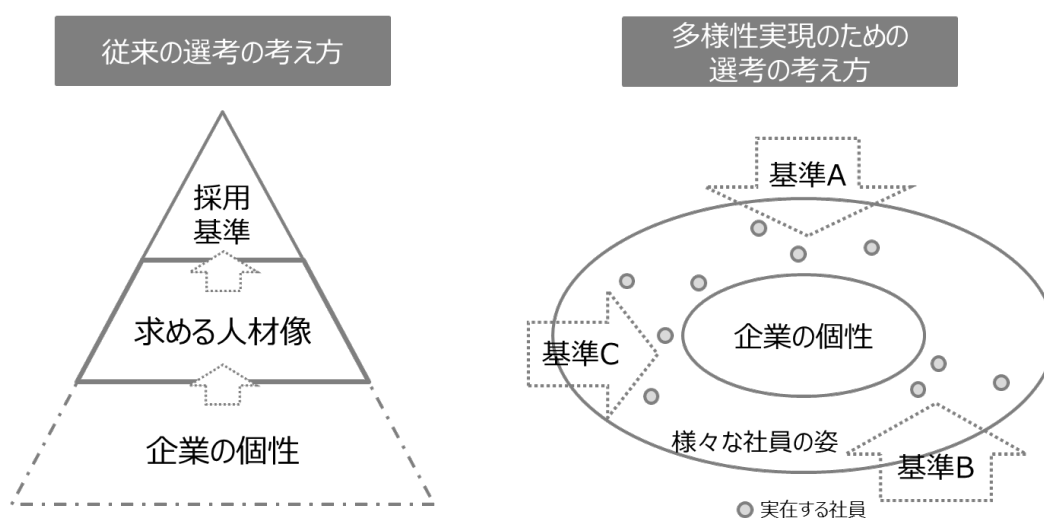 従来の選考の考え方
採用
基準
求める人材像
企業の個性
多様性実現のための
選考の考え方
基準A
企業の個性
基準C
様々な社員の姿
基準B
実在する社員